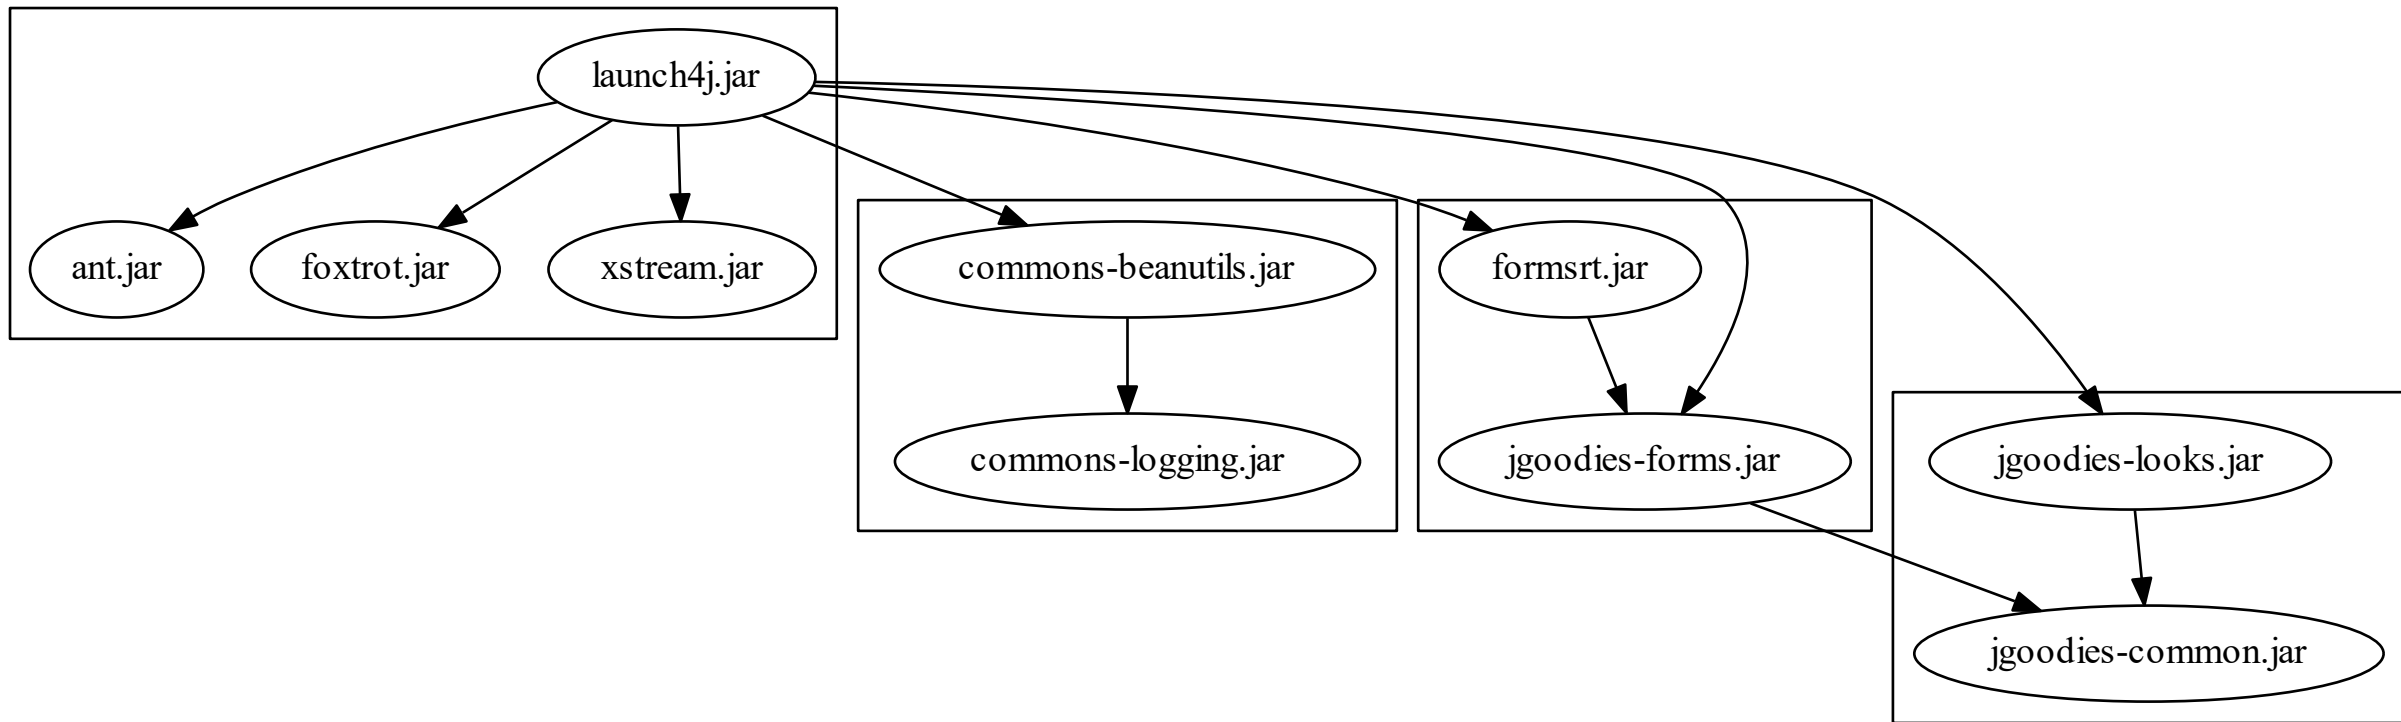 launch4j.jar
ant.jar
foxtrot.jar
xstream.jar
commons-beanutils.jar
formsrt.jar
commons-logging.jar
jgoodies-forms.jar
jgoodies-looks.jar
jgoodies-common.jar